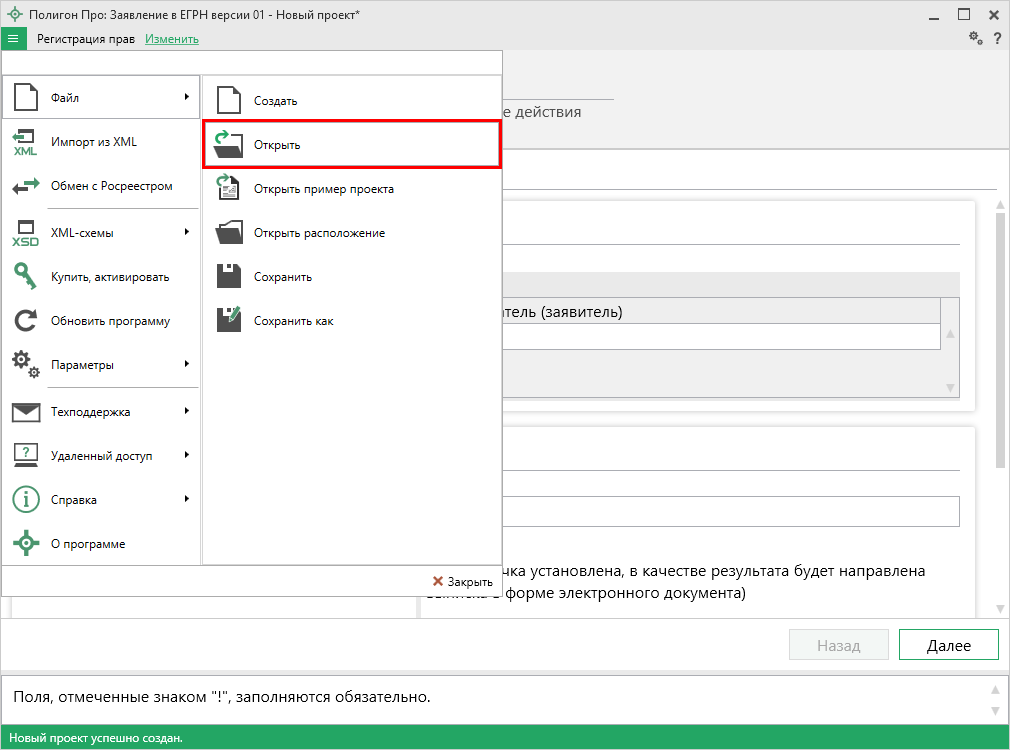 Полигон Про: Заявление в ЕГРН версии 01 - Новый проект*
Регистрация прав Изменить
?
Файл
Импорт из XML
XML
Обмен с Росреестром
XML-схемы
XSD
Купить, активировать
Обновить программу
Параметры
Техподдержка
Удаленный доступ
?
Справка
i
О программе
Создать
Открыть
Открыть пример проекта
Открыть расположение
Сохранить
Сохранить как
Закрыть
е действия
тель (заявитель)
чка установлена, в качестве результата будет направлена
форме электронного документа)
Назад
Далее
Поля, отмеченные знаком "!", заполняются обязательно.
Новый проект успешно создан.